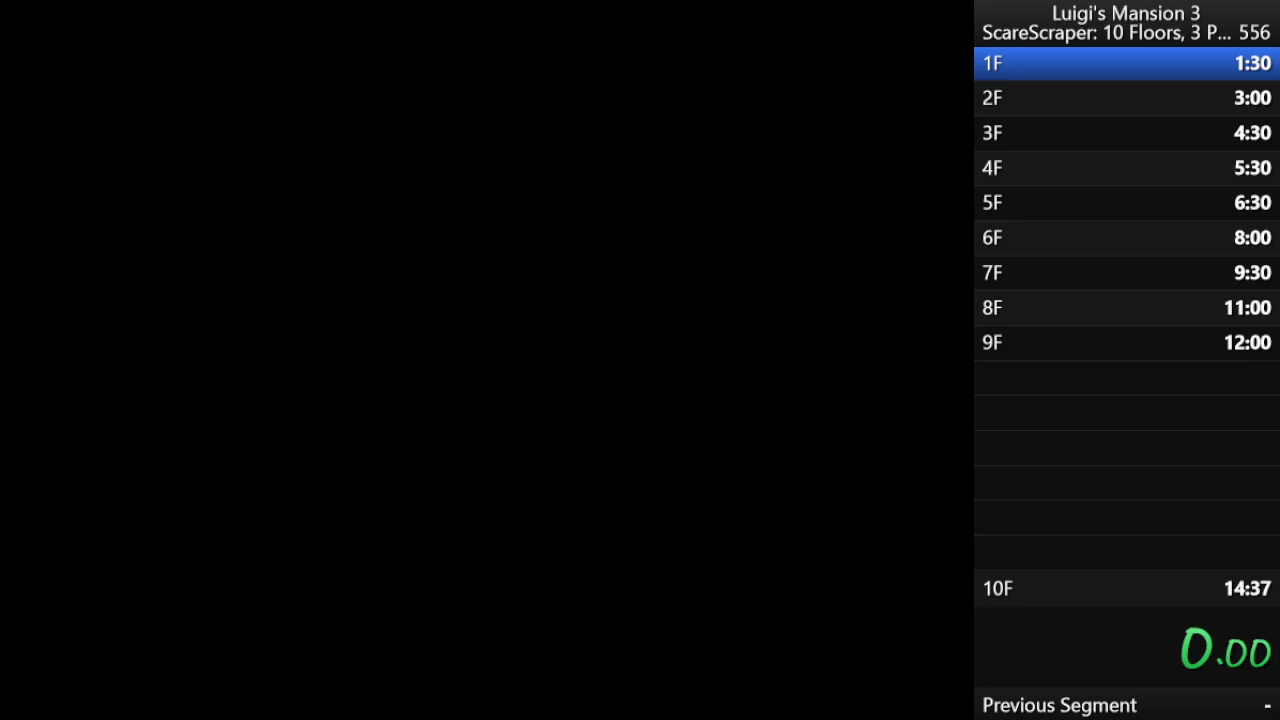 Luigi's Mansion 3
ScareScraper: 10 Floors, 3 P... 556
1F 1:30
2F 3:00
3F 4:30
4F 5:30
5F 6:30
6F 8:00
7F 9:30
8F 11:00
9F 12:00
10F 14:37
0.00
Previous Segment -